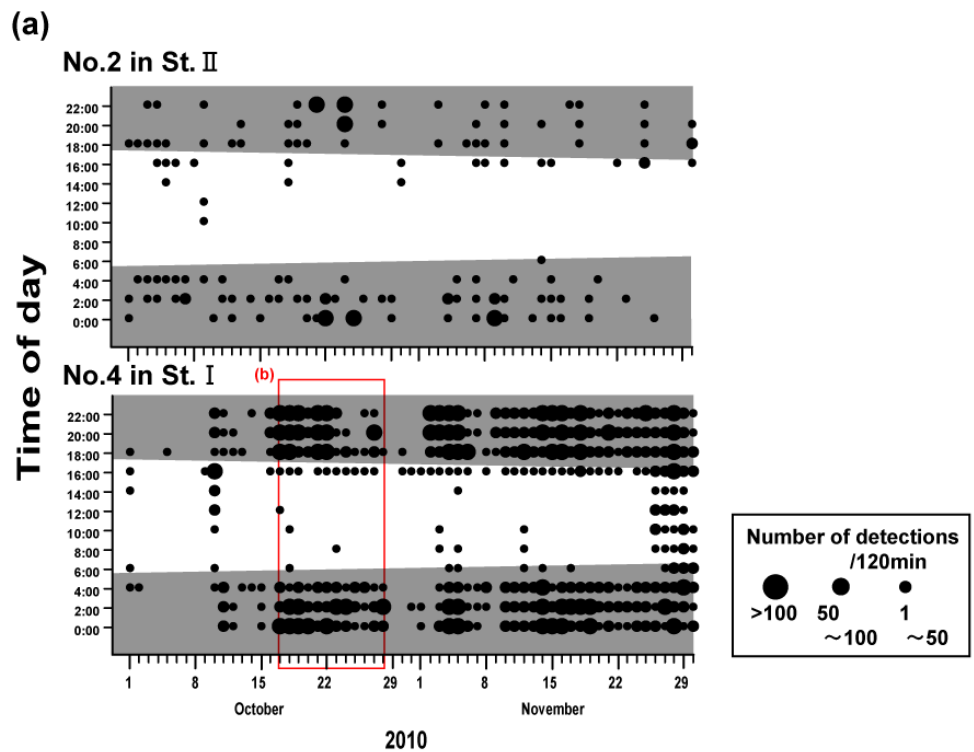 (a)
No.2 in St. Ⅱ
Time of day
22:00
20:00
18:00
16:00
14:00
12:00
10:00
8:00
6:00
4:00
2:00
0:00
No.4 in St. Ⅰ
(b)
22:00
20:00
18:00
16:00
14:00
12:00
10:00
8:00
6:00
4:00
2:00
0:00
1 8 15 22 29 1 8 15 22 29
October November
2010
Number of detections
/120min
>100 50 1
～100 ～50